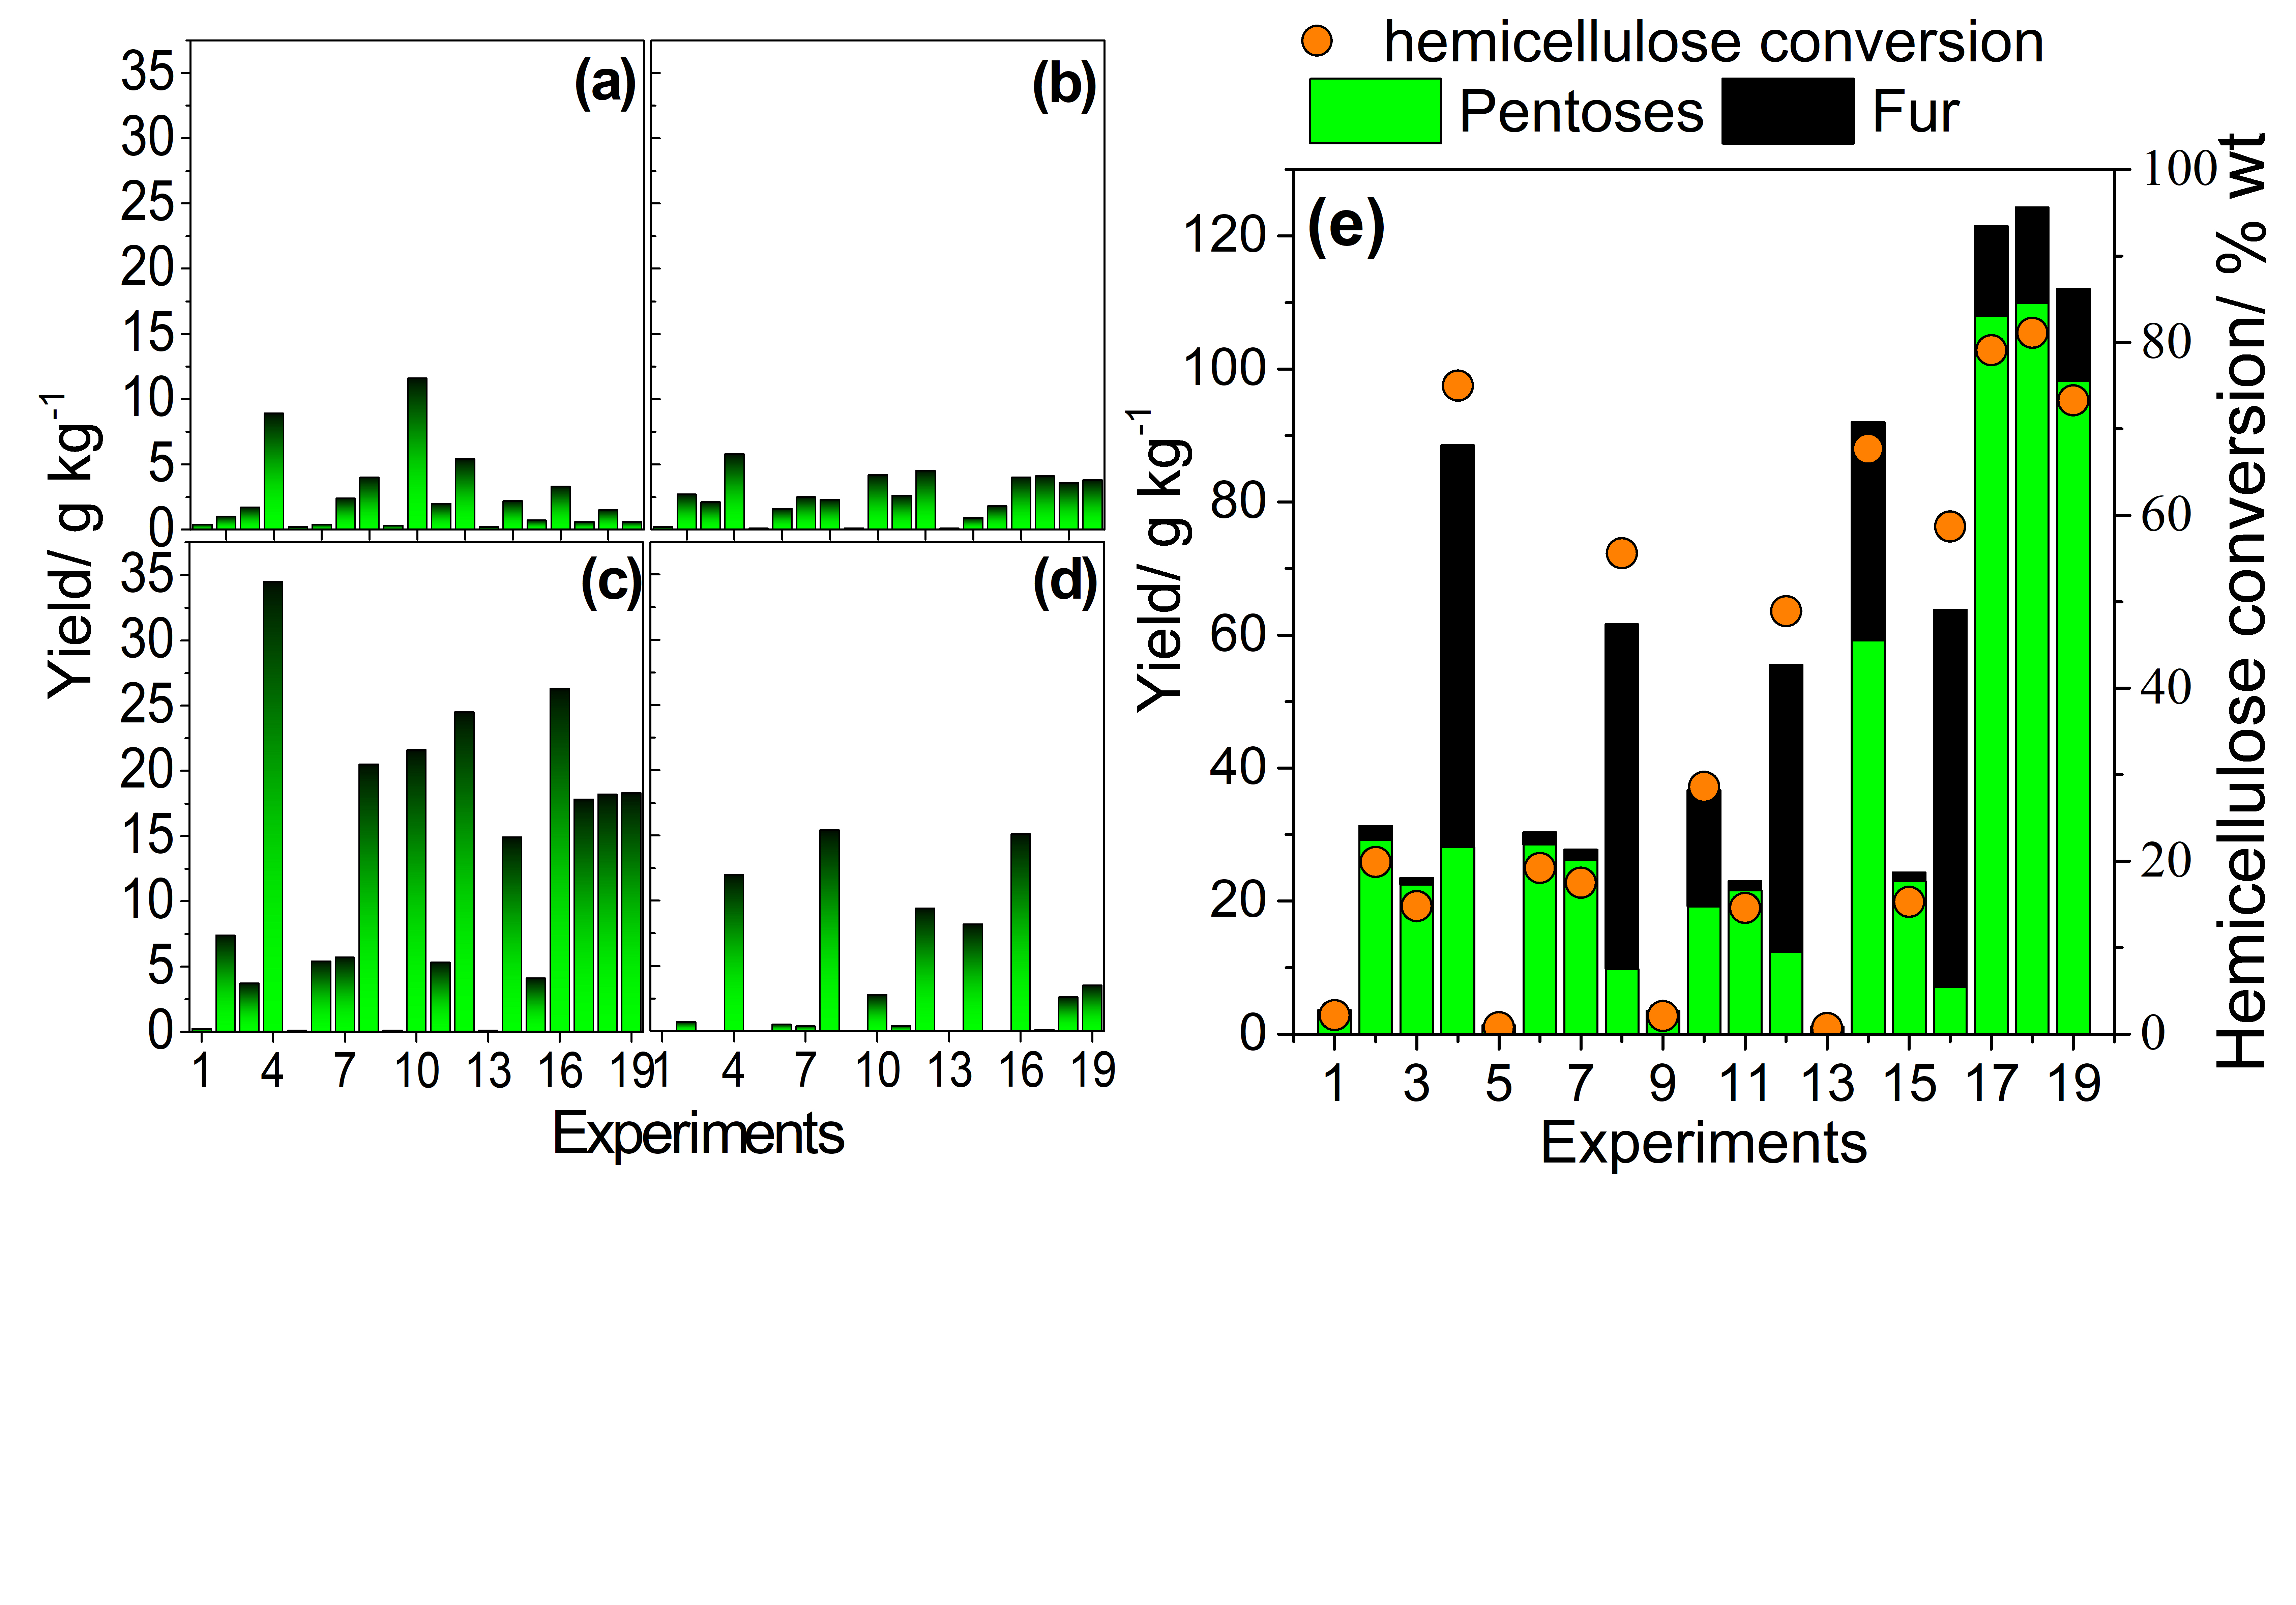 (a)
35
30
25
20
15
10
5
0
(b)
Yield/ g kg-1
(c)
35
30
25
20
15
10
5
0
1 4 7 10 13 16 19
(d)
1 4 7 10 13 16 19
Experiments
hemicellulose conversion
Pentoses Fur
(e)
Yield/ g kg-1
120
100
80
60
40
20
0
1 3 5 7 9 11 13 15 17 19
Experiments
100
80
60
40
20
0
Hemicellulose conversion/ % wt